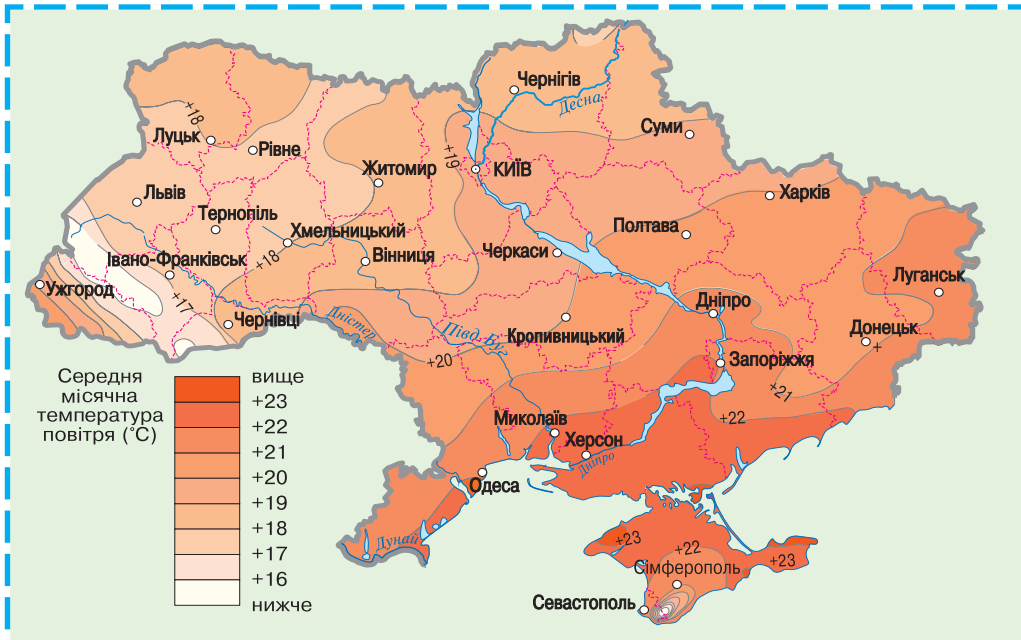 Чернігів
Десна
Суми
+18
Луцьк
Рівне
+19
КИЇВ
Житомир
Харків
Львів
Тернопіль
Хмельницький
Полтава
Вінниця
Черкаси
Івано-Франківськ
+18
Луганськ
Ужгород
+17
Дніпро
Чернівці
Дністер
Півд. Буг
Кропивницький
Донецьк
+
+20
Запоріжжя
+21
+22
Миколаїв
Херсон
Дніпро
Одеса
Дунай
+23
+22
+23
Сімферополь
Севастополь
Середня
місячна
температура
повітря (°С)
вище
+23
+22
+21
+20
+19
+18
+17
+16
нижче